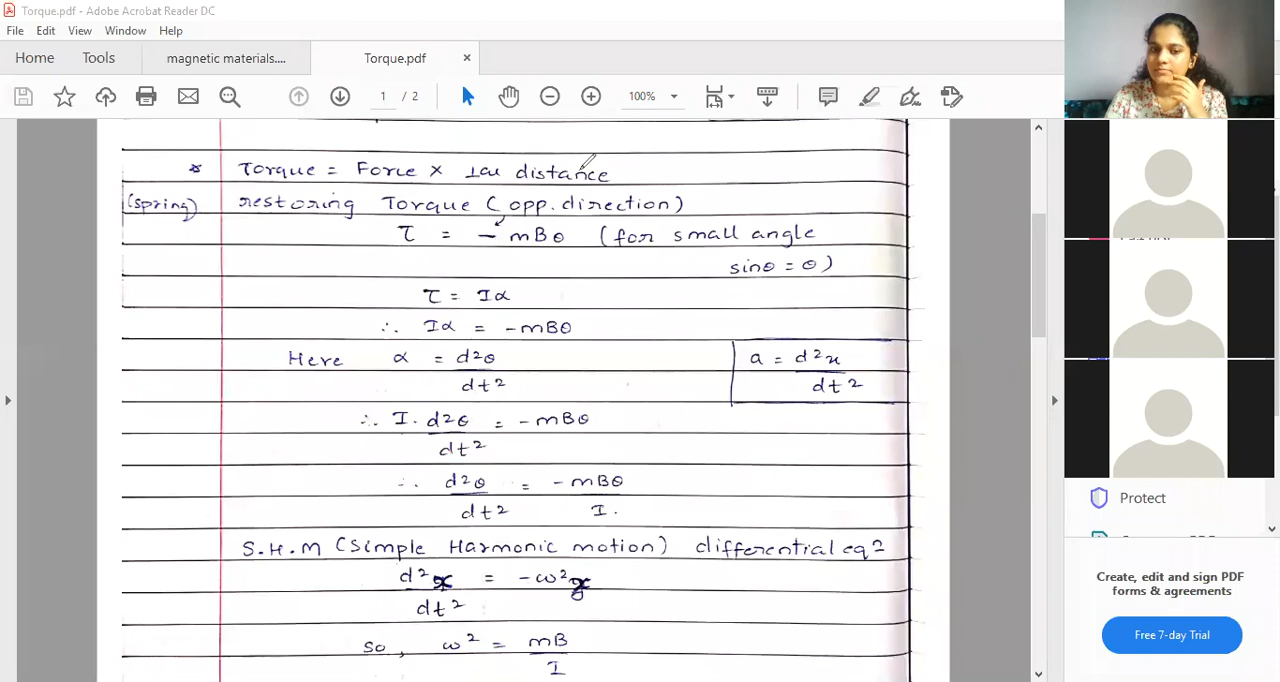 Torque.pdf - Adobe Acrobat Reader DC
File Edit View Window Help
Home Tools magnetic materials.... Torque.pdf ×
1 / 2 100%
* Torque = Force × ⊥au distance
(spring) restoring Torque (opp. direction)
τ = - mBθ (for small angle
sinθ = θ)
τ = Iα
∴ Iα = -mBθ
Here α = d²θ
dt²
a = d²x
dt²
∴ I. d²θ = -mBθ
dt²
∴ d²θ = -mBθ
dt² I.
S.H.M (Simple Harmonic motion) differential eqⁿ
d²x = -ω²x
dt²
so, ω² = mB
I
Protect
Create, edit and sign PDF
forms & agreements
Free 7-day Trial